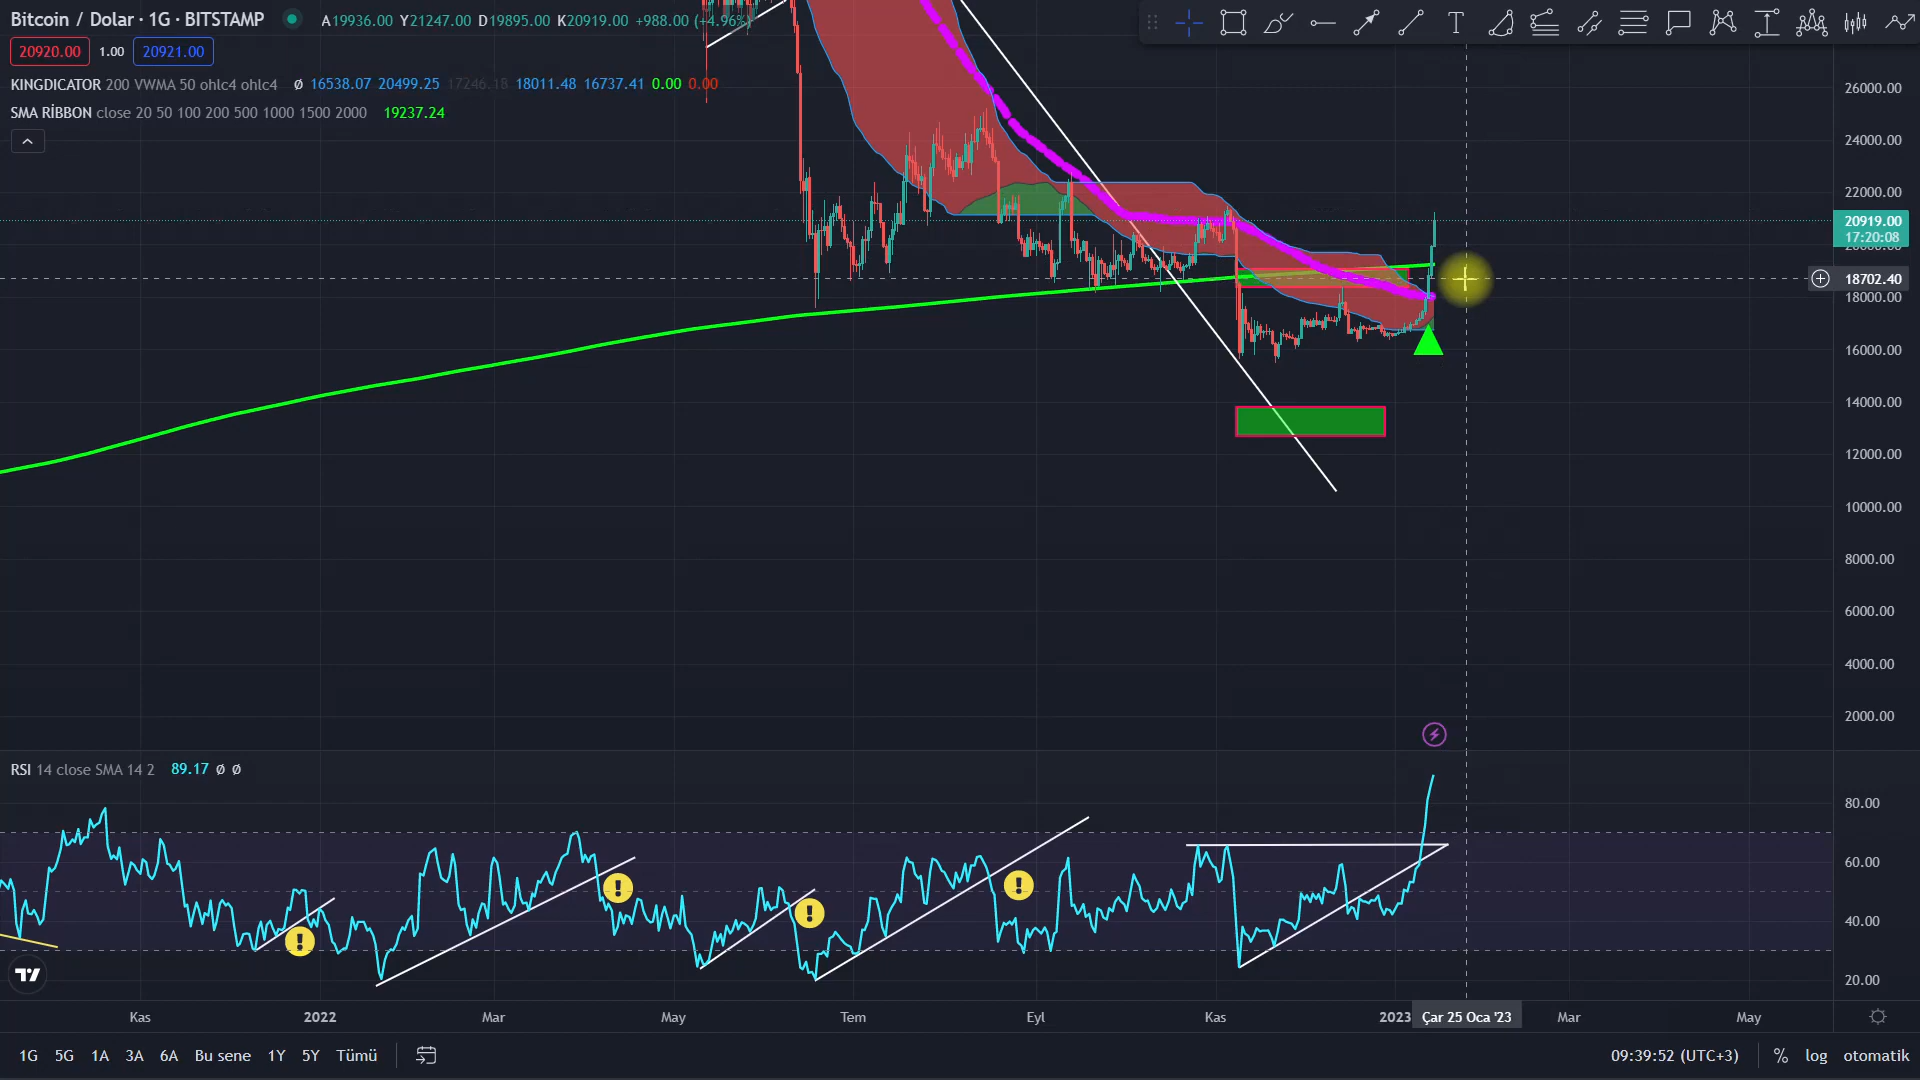 Bitcoin / Dolar · 1G · BITSTAMP A19936.00 Y21247.00 D19895.00 K20919.00 +988.00 (+4.96%)
20920.00 1.00 20921.00
KINGDICATOR 200 VWMA 50 ohlc4 ohlc4 ø 16538.07 20499.25 17246.18 18011.48 16737.41 0.00 0.00
SMA RİBBON close 20 50 100 200 500 1000 1500 2000 19237.24
26000.00
24000.00
22000.00
20919.00
17:20:08
18702.40
18000.00
16000.00
14000.00
12000.00
10000.00
8000.00
6000.00
4000.00
2000.00
RSI 14 close SMA 14 2 89.17 ø ø
80.00
60.00
40.00
20.00
Kas 2022 Mar May Tem Eyl Kas 2023 Çar 25 Oca '23 Mar May
1G 5G 1A 3A 6A Bu sene 1Y 5Y Tümü 09:39:52 (UTC+3) % log otomatik